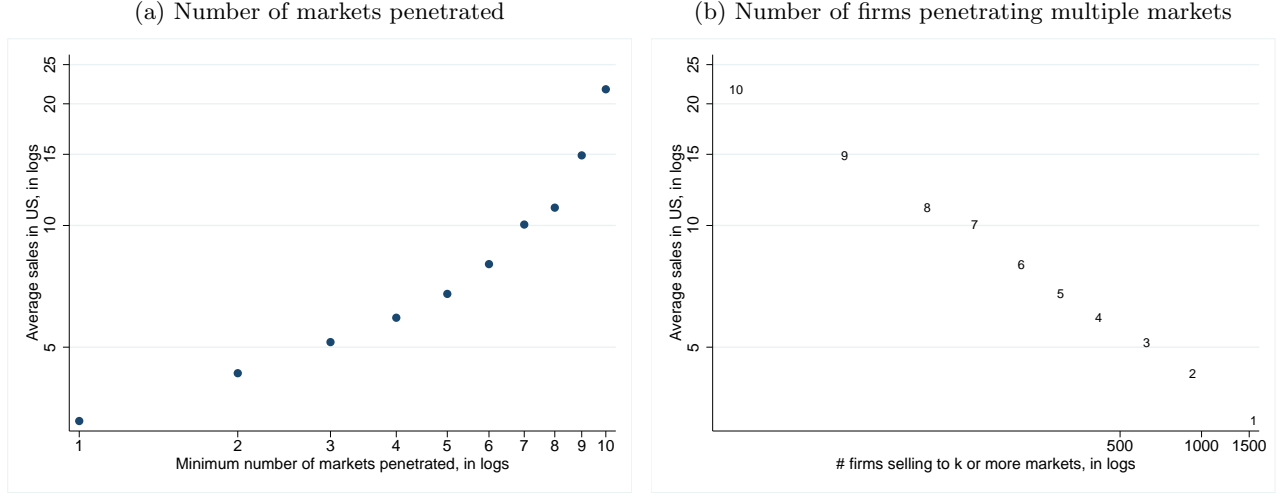 (a) Number of markets penetrated
25
20
15
10
5
Average sales in US, in logs
1 2 3 4 5 6 7 8 9 10
Minimum number of markets penetrated, in logs
(b) Number of firms penetrating multiple markets
25
20
15
10
5
Average sales in US, in logs
10
9
8
7
6
5
4
3
2
1
500 1000 1500
# firms selling to k or more markets, in logs